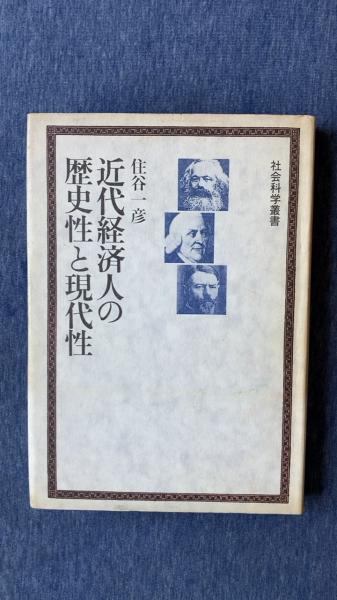 社会科学叢書
住谷一彦
近代経済人の
歴史性と現代性